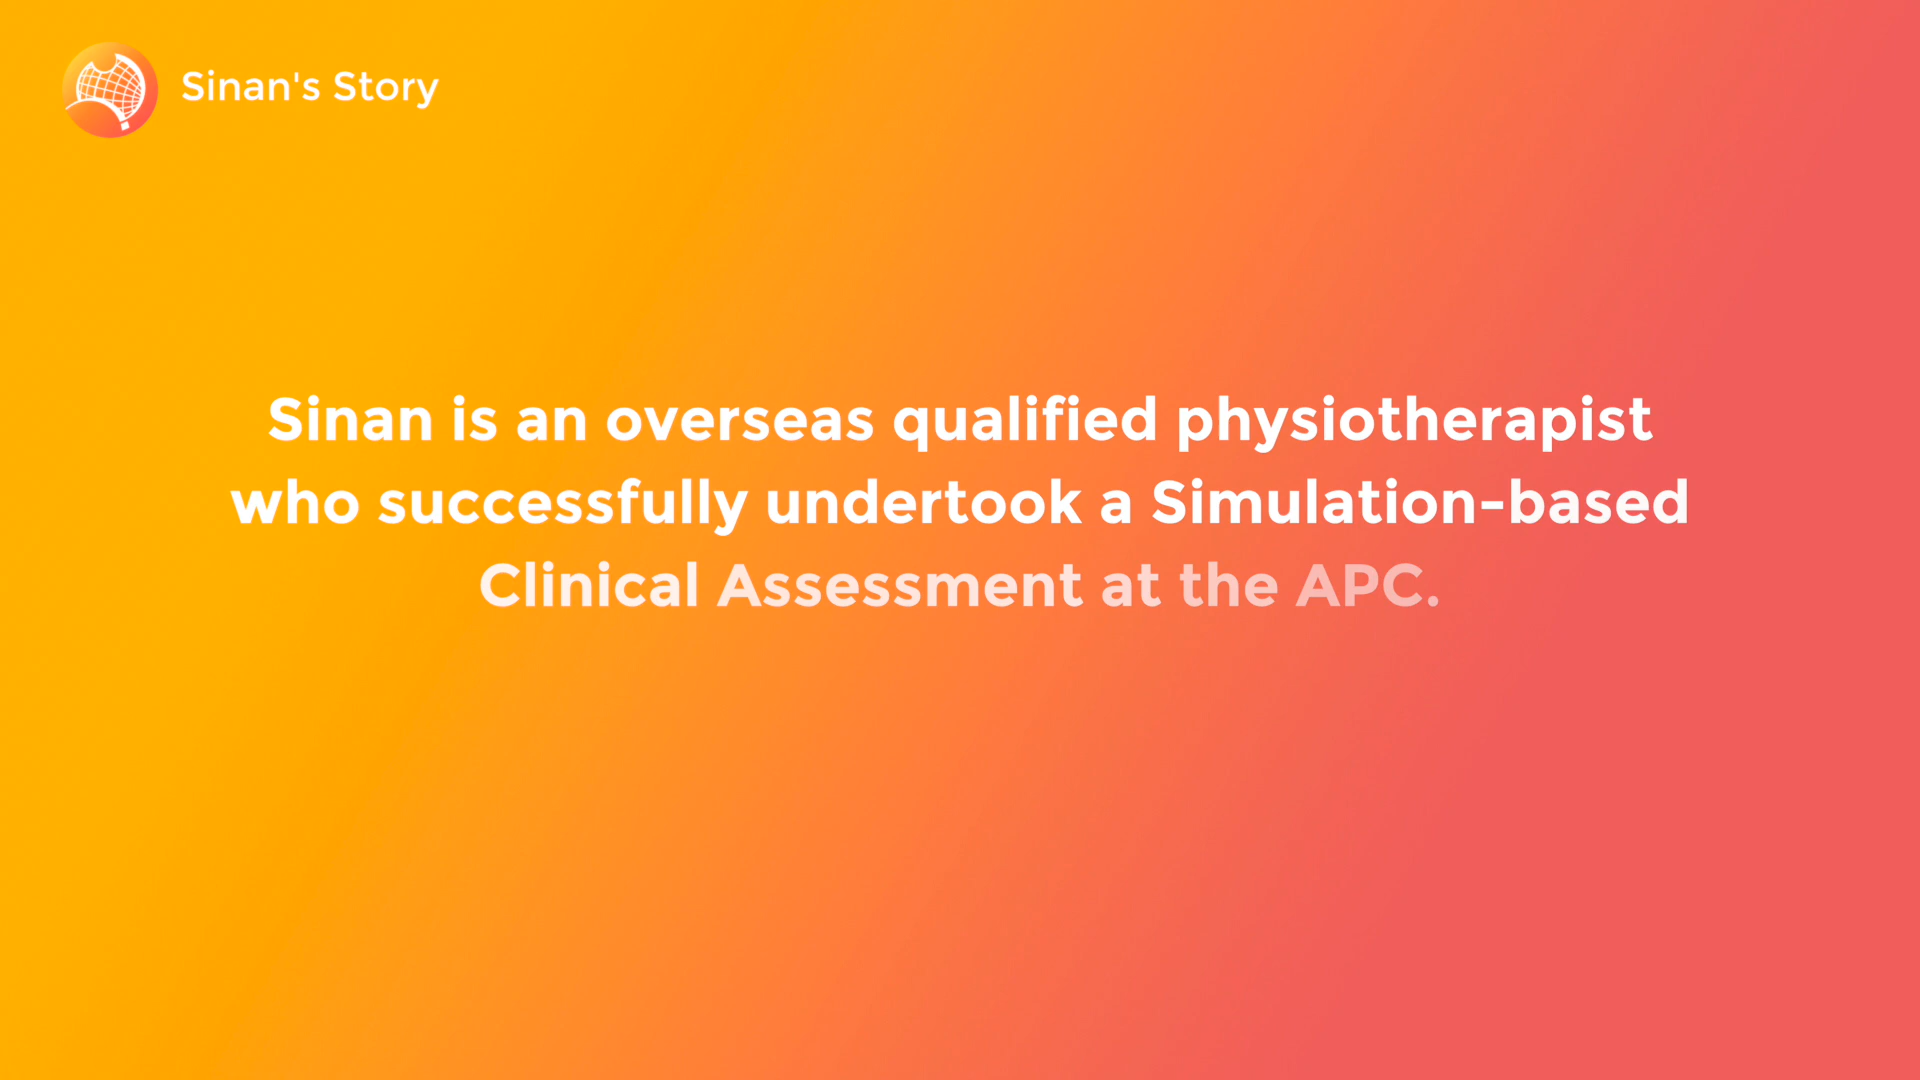 Sinan's Story
Sinan is an overseas qualified physiotherapist
who successfully undertook a Simulation-based
Clinical Assessment at the APC.